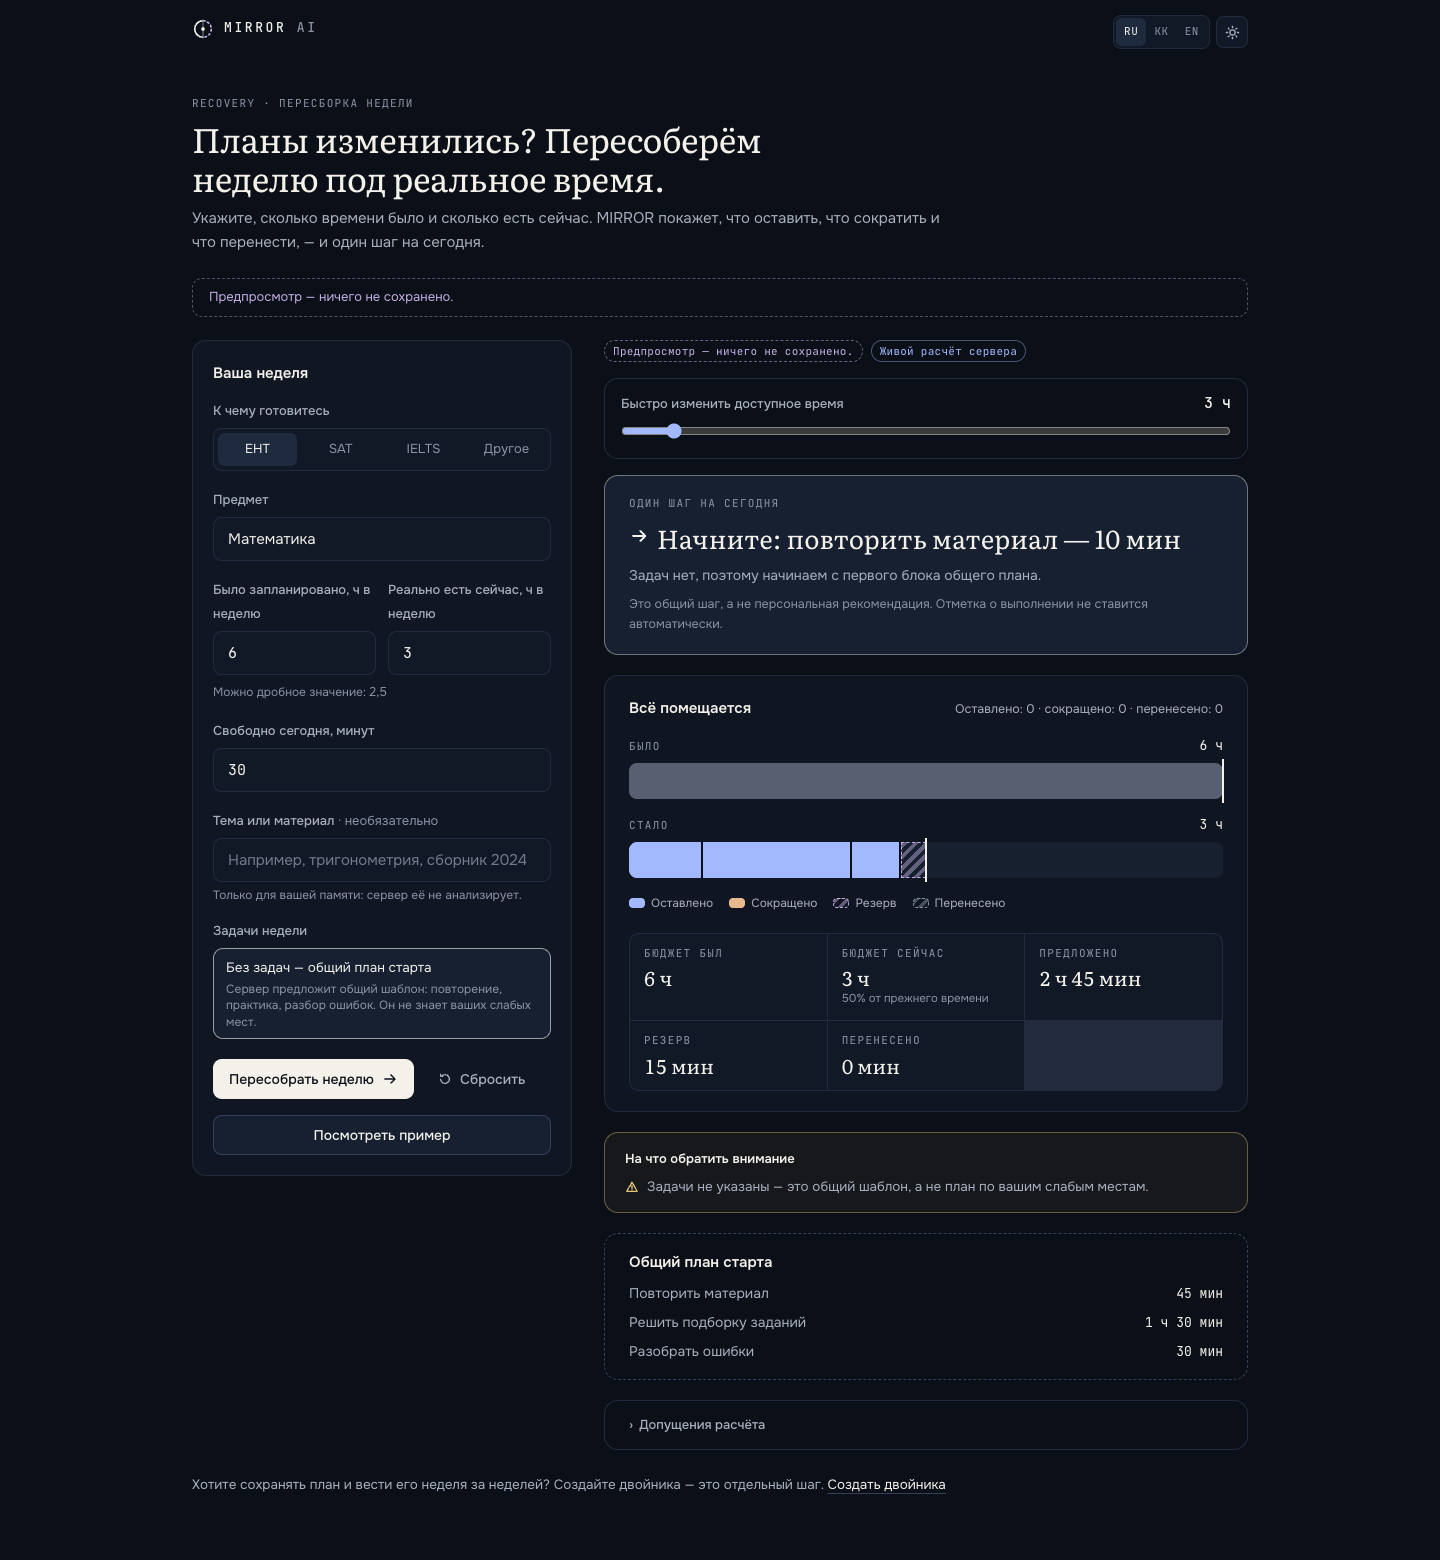 MIRROR AI
RU KK EN
RECOVERY · ПЕРЕСБОРКА НЕДЕЛИ
Планы изменились? Пересоберём
неделю под реальное время.
Укажите, сколько времени было и сколько есть сейчас. MIRROR покажет, что оставить, что сократить и
что перенести, — и один шаг на сегодня.
Предпросмотр — ничего не сохранено.
Ваша неделя
К чему готовитесь
ЕНТ SAT IELTS Другое
Предмет
Математика
Было запланировано, ч в
неделю
Реально есть сейчас, ч в
неделю
6
3
Можно дробное значение: 2,5
Свободно сегодня, минут
30
Тема или материал · необязательно
Например, тригонометрия, сборник 2024
Только для вашей памяти: сервер её не анализирует.
Задачи недели
Без задач — общий план старта
Сервер предложит общий шаблон: повторение,
практика, разбор ошибок. Он не знает ваших слабых
мест.
Пересобрать неделю →
Сбросить
Посмотреть пример
Предпросмотр — ничего не сохранено.
Живой расчёт сервера
Быстро изменить доступное время 3 ч
ОДИН ШАГ НА СЕГОДНЯ
→ Начните: повторить материал — 10 мин
Задач нет, поэтому начинаем с первого блока общего плана.
Это общий шаг, а не персональная рекомендация. Отметка о выполнении не ставится
автоматически.
Всё помещается
Оставлено: 0 · сокращено: 0 · перенесено: 0
БЫЛО 6 ч
СТАЛО 3 ч
Оставлено Сокращено Резерв Перенесено
БЮДЖЕТ БЫЛ
6 ч
БЮДЖЕТ СЕЙЧАС
3 ч
50% от прежнего времени
ПРЕДЛОЖЕНО
2 ч 45 мин
РЕЗЕРВ
15 мин
ПЕРЕНЕСЕНО
0 мин
На что обратить внимание
Задачи не указаны — это общий шаблон, а не план по вашим слабым местам.
Общий план старта
Повторить материал 45 мин
Решить подборку заданий 1 ч 30 мин
Разобрать ошибки 30 мин
› Допущения расчёта
Хотите сохранять план и вести его неделя за неделей? Создайте двойника — это отдельный шаг. Создать двойника